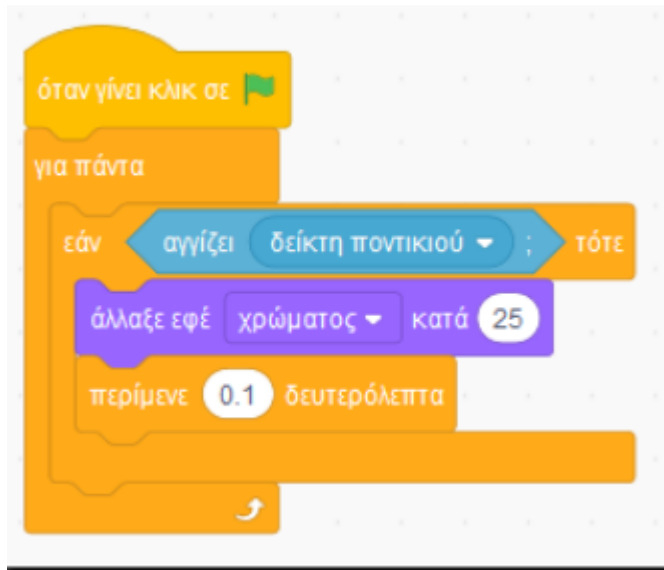 όταν γίνει κλικ σε
για πάντα
εάν αγγίζει δείκτη ποντικιού ; τότε
άλλαξε εφέ χρώματος κατά 25
περίμενε 0.1 δευτερόλεπτα